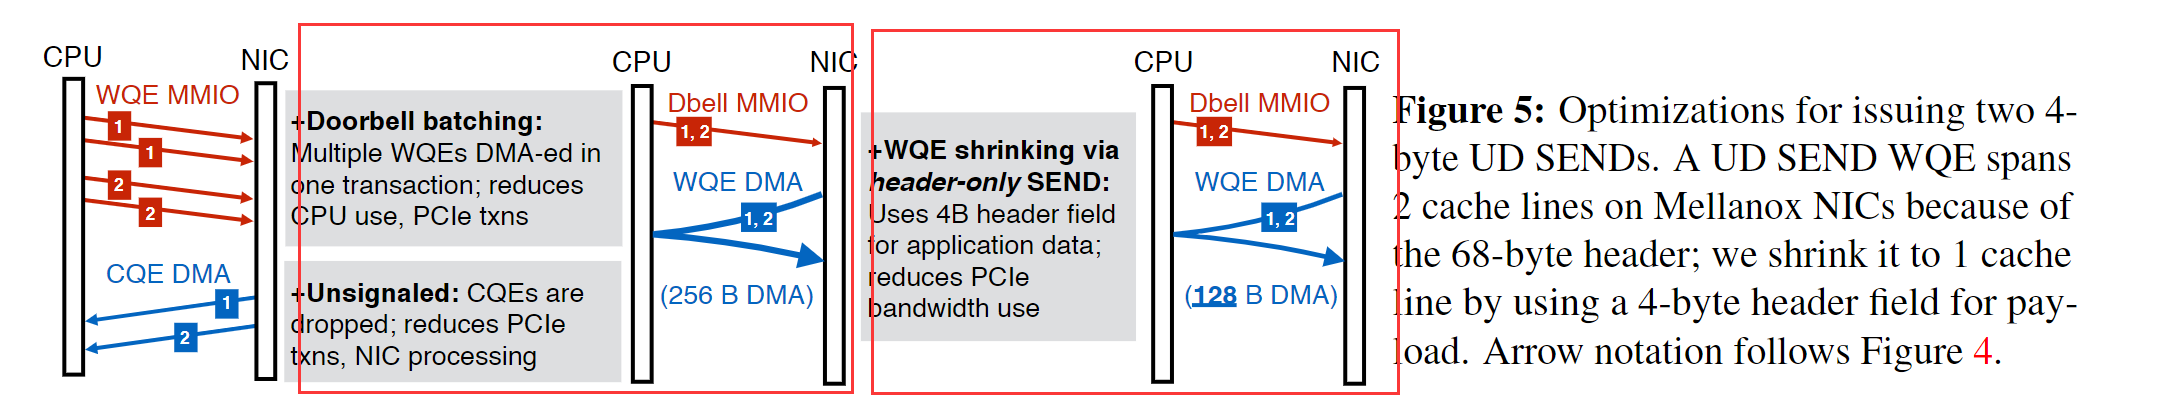 CPU
NIC
WQE MMIO
1
1
2
2
CQE DMA
1
2
+Doorbell batching:
Multiple WQEs DMA-ed in
one transaction; reduces
CPU use, PCIe txns
+Unsignaled: CQEs are
dropped; reduces PCIe
txns, NIC processing
CPU
NIC
Dbell MMIO
1, 2
WQE DMA
1, 2
(256 B DMA)
+WQE shrinking via
header-only SEND:
Uses 4B header field
for application data;
reduces PCIe
bandwidth use
CPU
NIC
Dbell MMIO
1, 2
WQE DMA
1, 2
(128 B DMA)
Figure 5: Optimizations for issuing two 4-
byte UD SENDs. A UD SEND WQE spans
2 cache lines on Mellanox NICs because of
the 68-byte header; we shrink it to 1 cache
line by using a 4-byte header field for pay-
load. Arrow notation follows Figure 4.